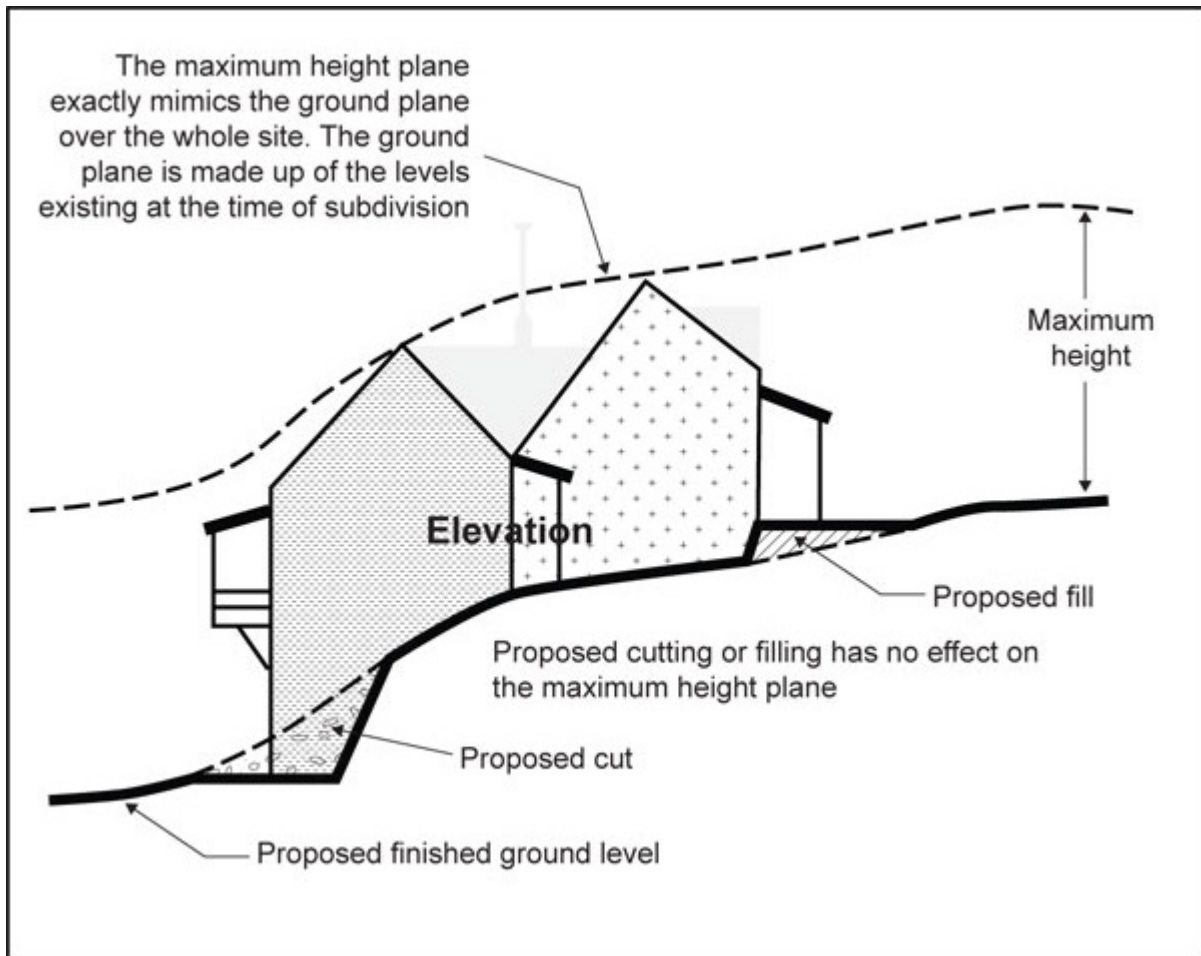 The maximum height plane
exactly mimics the ground plane
over the whole site. The ground
plane is made up of the levels
existing at the time of subdivision
Maximum
height
Elevation
Proposed fill
Proposed cutting or filling has no effect on
the maximum height plane
Proposed cut
Proposed finished ground level